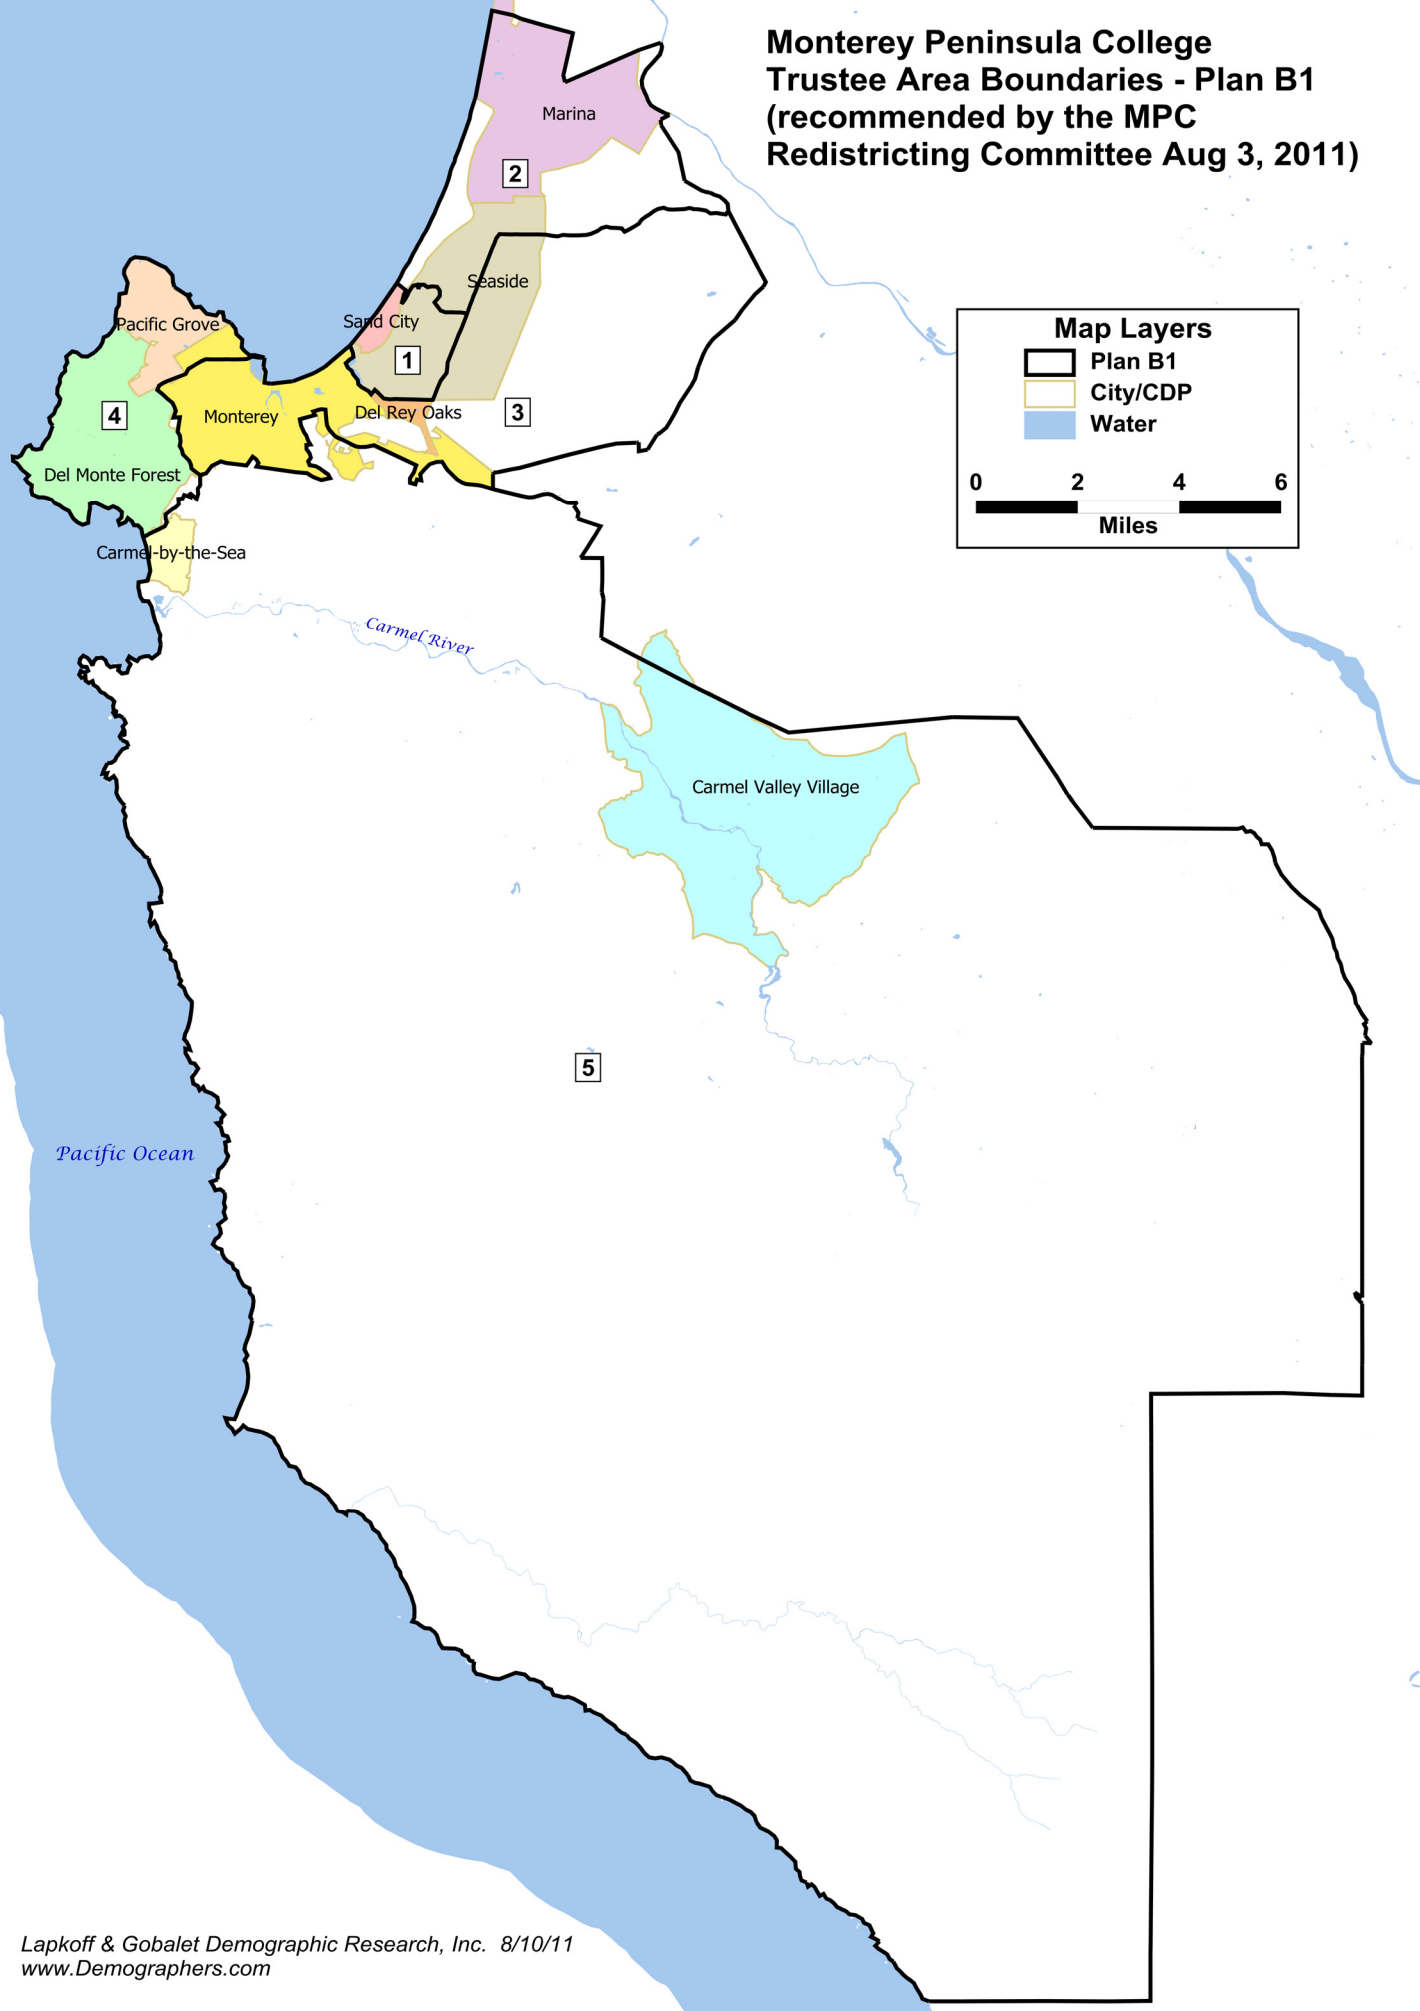 Monterey Peninsula College
Trustee Area Boundaries - Plan B1
(recommended by the MPC
Redistricting Committee Aug 3, 2011)
Marina
2
Seaside
Sand City
Pacific Grove
1
4
Monterey
Del Rey Oaks
3
Del Monte Forest
Carmel-by-the-Sea
Map Layers
Plan B1
City/CDP
Water
0 2 4 6
Miles
Carmel River
Carmel Valley Village
5
Pacific Ocean
Lapkoff & Gobalet Demographic Research, Inc. 8/10/11
www.Demographers.com